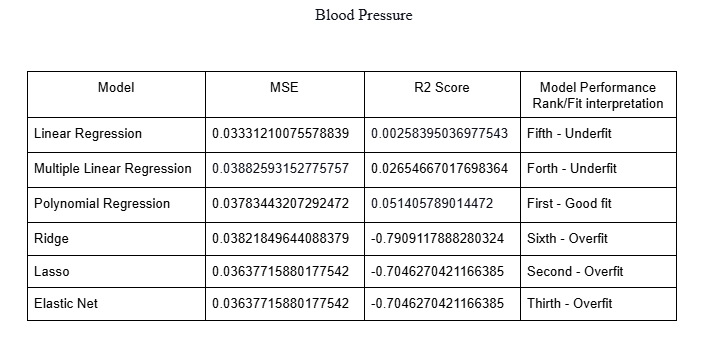 Blood Pressure
Model MSE R2 Score Model Performance
Rank/Fit interpretation
Linear Regression 0.03331210075578839 0.00258395036977543 Fifth - Underfit
Multiple Linear Regression 0.03882593152775757 0.02654667017698364 Forth - Underfit
Polynomial Regression 0.03783443207292472 0.051405789014472 First - Good fit
Ridge 0.03821849644088379 -0.7909117888280324 Sixth - Overfit
Lasso 0.03637715880177542 -0.7046270421166385 Second - Overfit
Elastic Net 0.03637715880177542 -0.7046270421166385 Thirth - Overfit